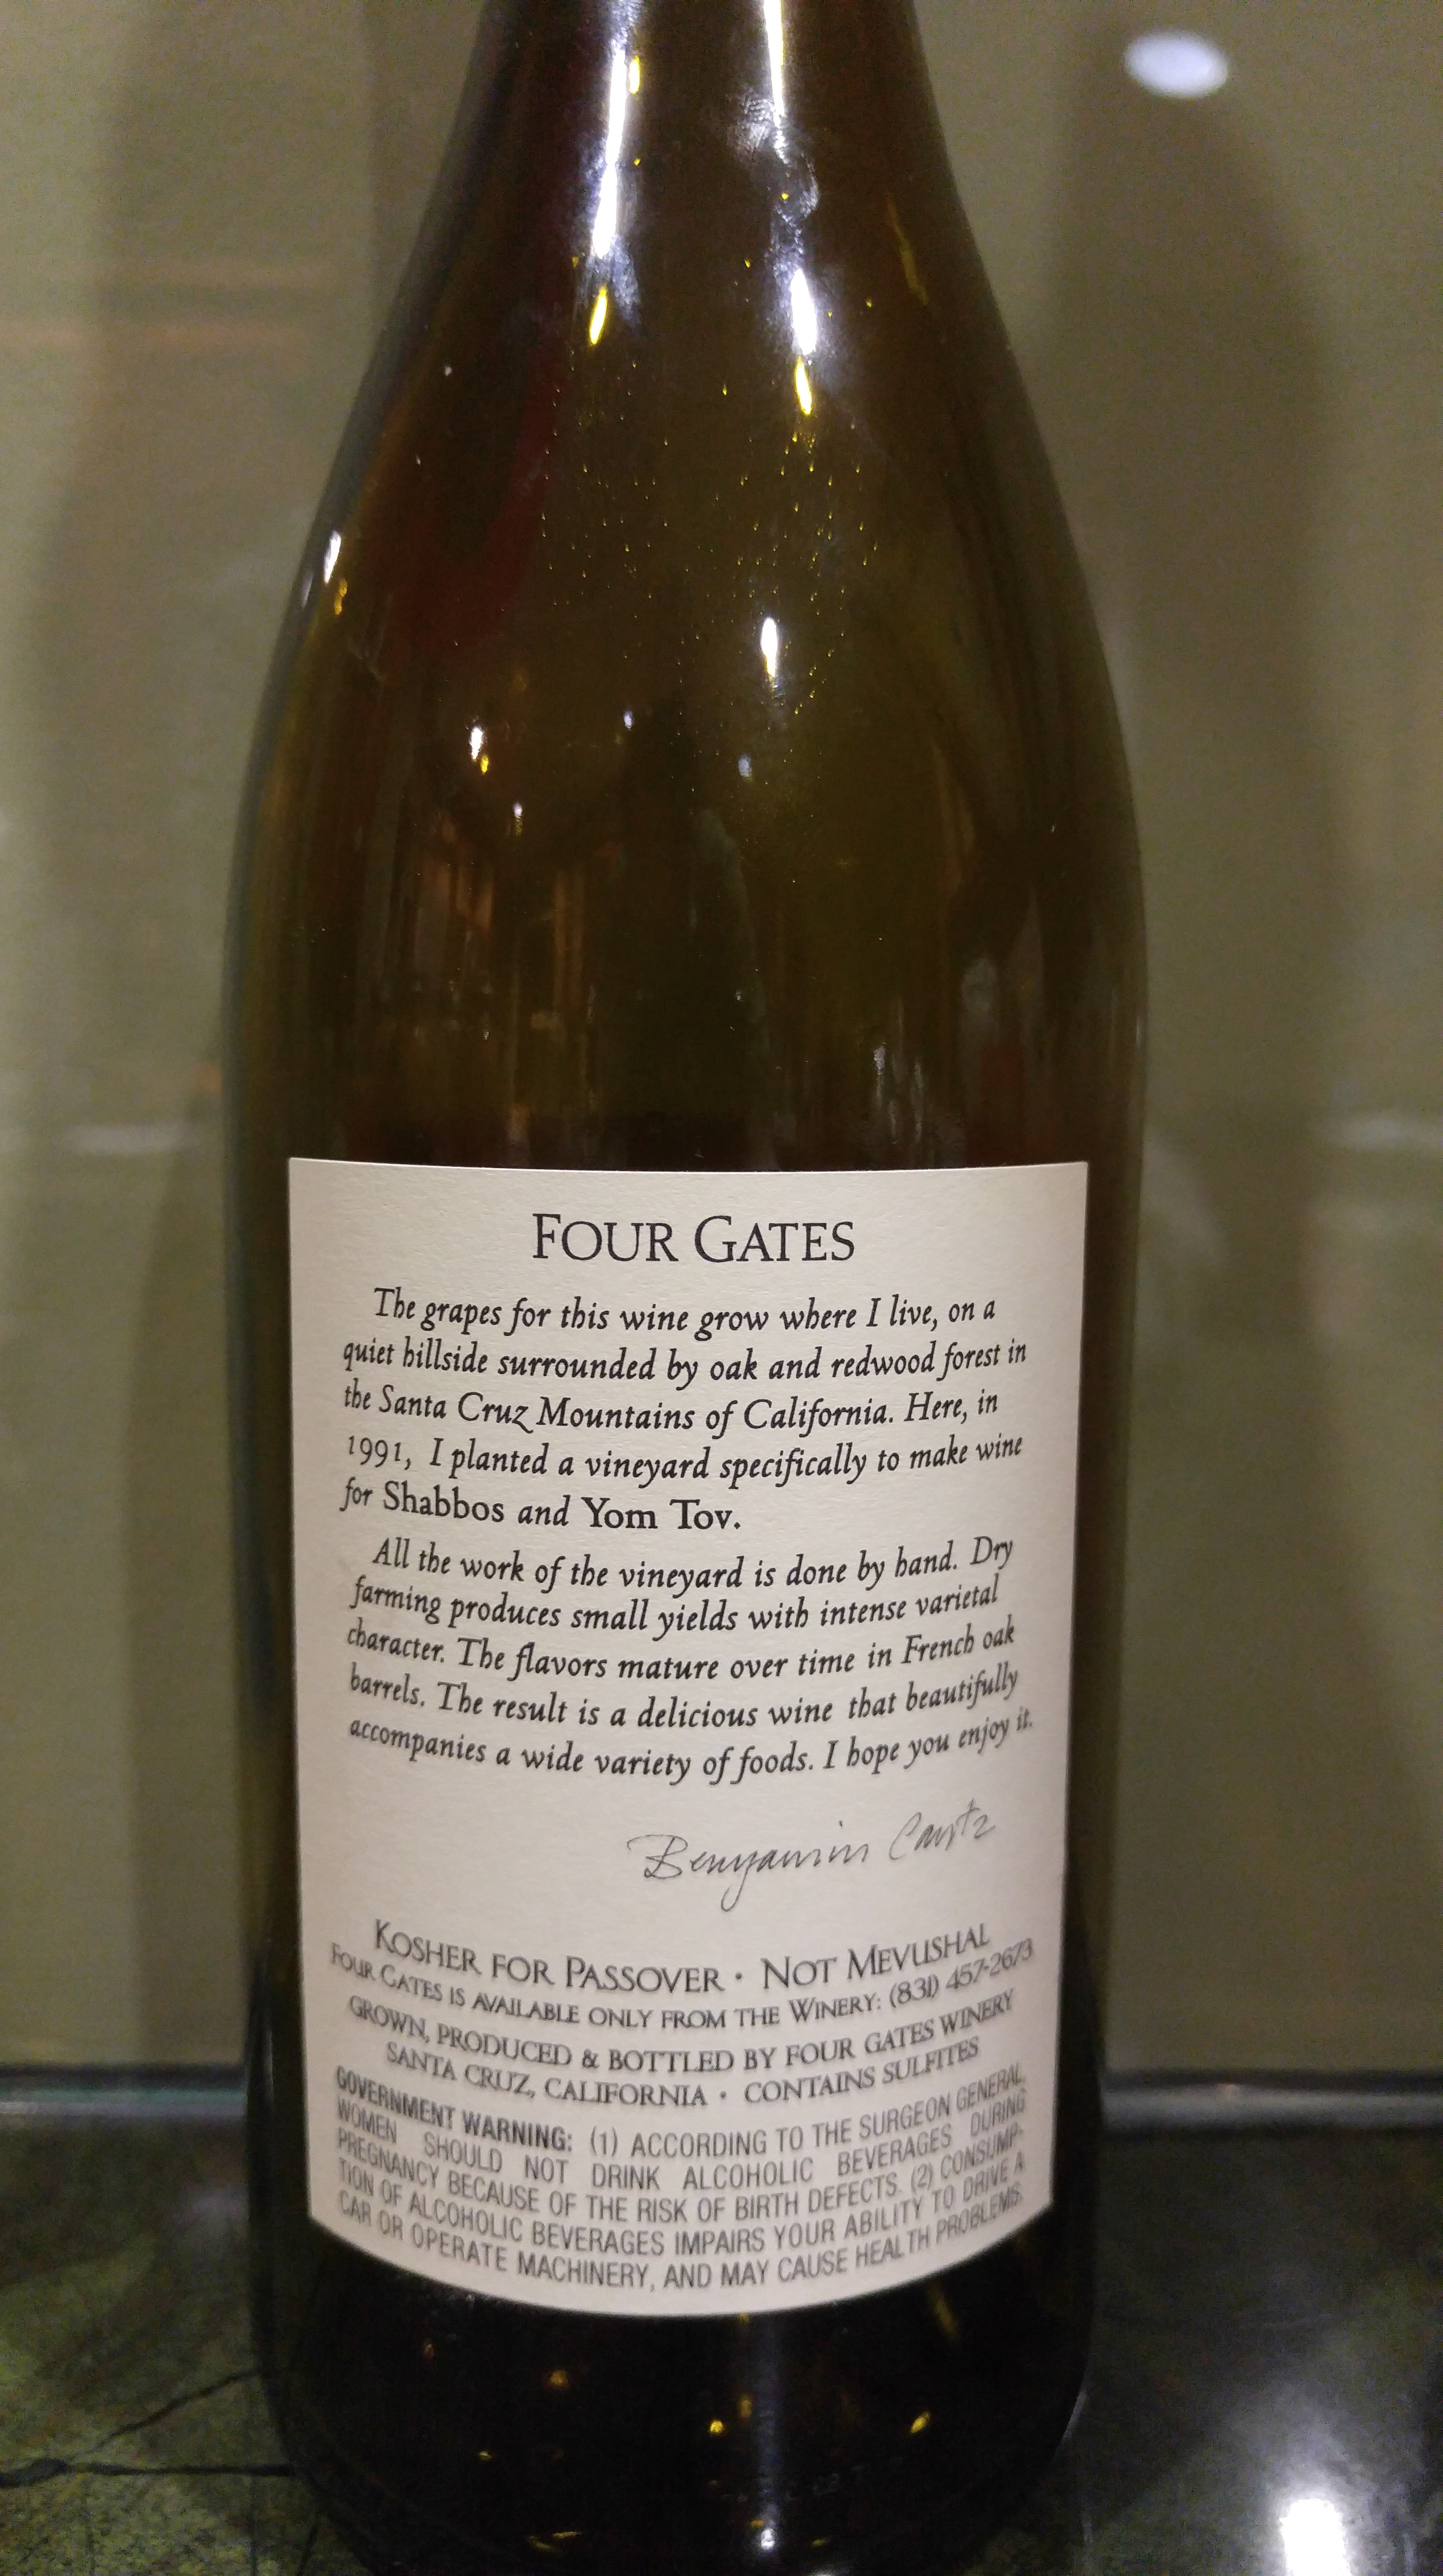 FOUR GATES
The grapes for this wine grow where I live, on a
quiet hillside surrounded by oak and redwood forest in
the Santa Cruz Mountains of California. Here, in
1991, I planted a vineyard specifically to make wine
for Shabbos and Yom Tov.
All the work of the vineyard is done by hand. Dry
farming produces small yields with intense varietal
character. The flavors mature over time in French oak
barrels. The result is a delicious wine that beautifully
accompanies a wide variety of foods. I hope you enjoy it.
Benyamin Cantz
KOSHER FOR PASSOVER • NOT MEVUSHAL
FOUR GATES IS AVAILABLE ONLY FROM THE WINERY: (831) 457-2673
GROWN, PRODUCED & BOTTLED BY FOUR GATES WINERY
SANTA CRUZ, CALIFORNIA • CONTAINS SULFITES
GOVERNMENT WARNING: (1) ACCORDING TO THE SURGEON GENERAL,
WOMEN SHOULD NOT DRINK ALCOHOLIC BEVERAGES DURING
PREGNANCY BECAUSE OF THE RISK OF BIRTH DEFECTS. (2) CONSUMP-
TION OF ALCOHOLIC BEVERAGES IMPAIRS YOUR ABILITY TO DRIVE A
CAR OR OPERATE MACHINERY, AND MAY CAUSE HEALTH PROBLEMS.